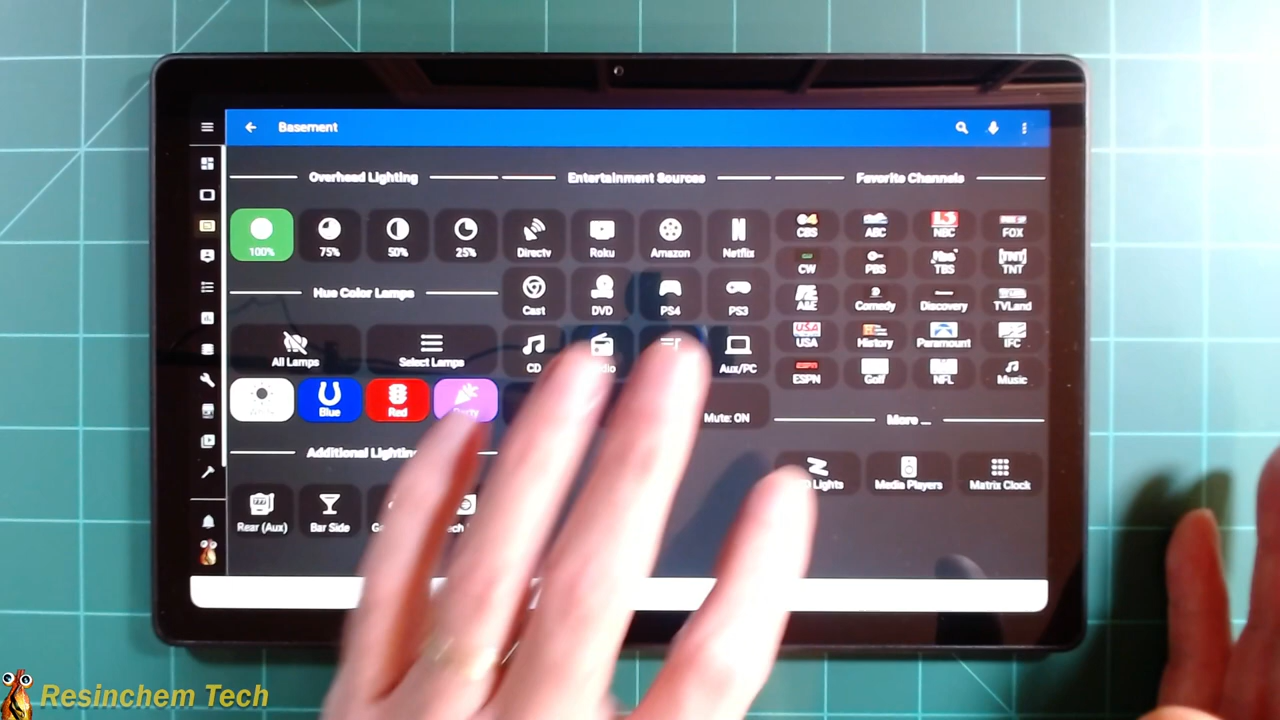 Basement
Overhead Lighting
Entertainment Sources
Favorite Channels
100%
75%
50%
25%
Directv
Roku
Amazon
Netflix
CBS
ABC
NBC
FOX
CW
PBS
TBS
TNT
Hue Color Lamps
Cast
DVD
PS4
PS3
A&E
Comedy
Discovery
TVLand
All Lamps
Select Lamps
CD
Aux/PC
USA
History
Paramount
IFC
ESPN
Golf
NFL
Music
Blue
Red
Party
Mute: ON
More ...
Additional Lighting
Lights
Media Players
Matrix Clock
Rear (Aux)
Bar Side
Resinchem Tech